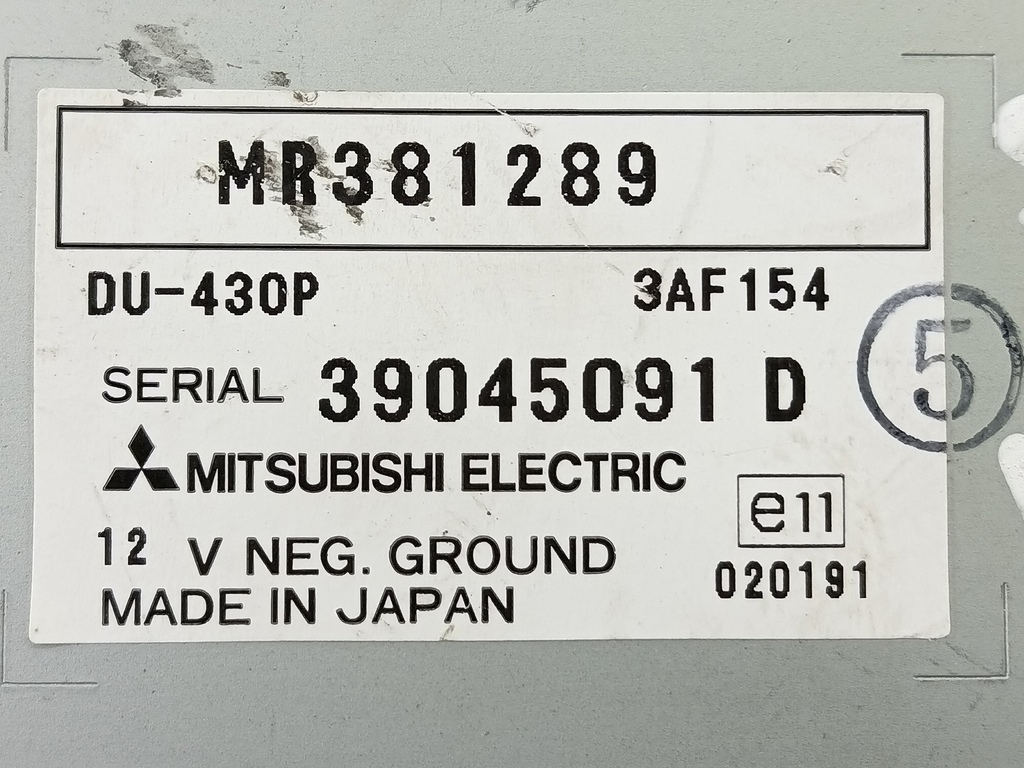 MR381289
DU-430P 3AF154
SERIAL 39045091 D
5
MITSUBISHI ELECTRIC
e11
12 V NEG. GROUND
020191
MADE IN JAPAN